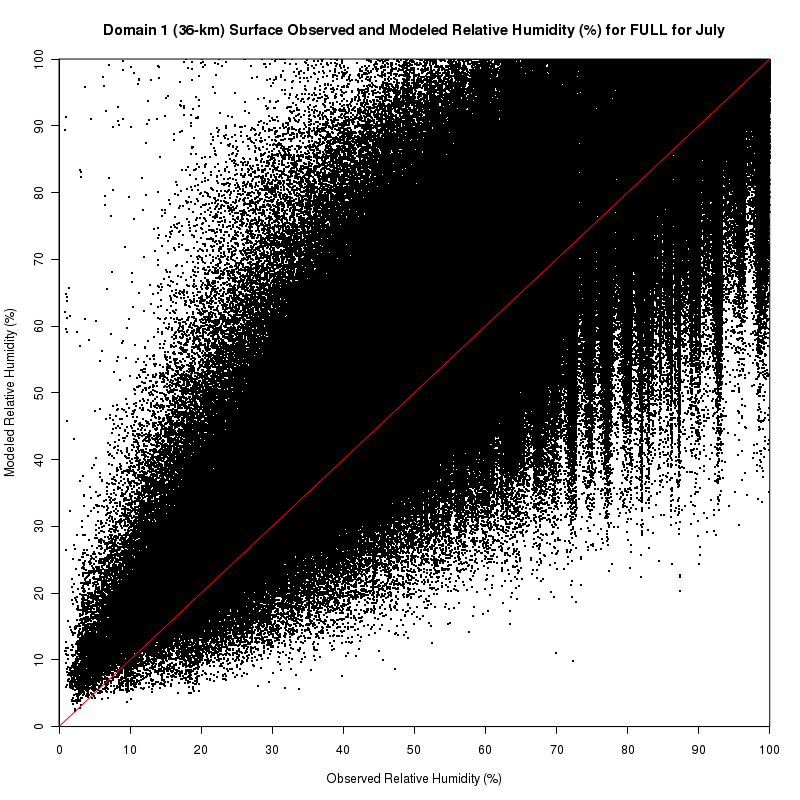 Domain 1 (36-km) Surface Observed and Modeled Relative Humidity (%) for FULL for July
Modeled Relative Humidity (%)
100
90
80
70
60
50
40
30
20
10
0
0 10 20 30 40 50 60 70 80 90 100
Observed Relative Humidity (%)